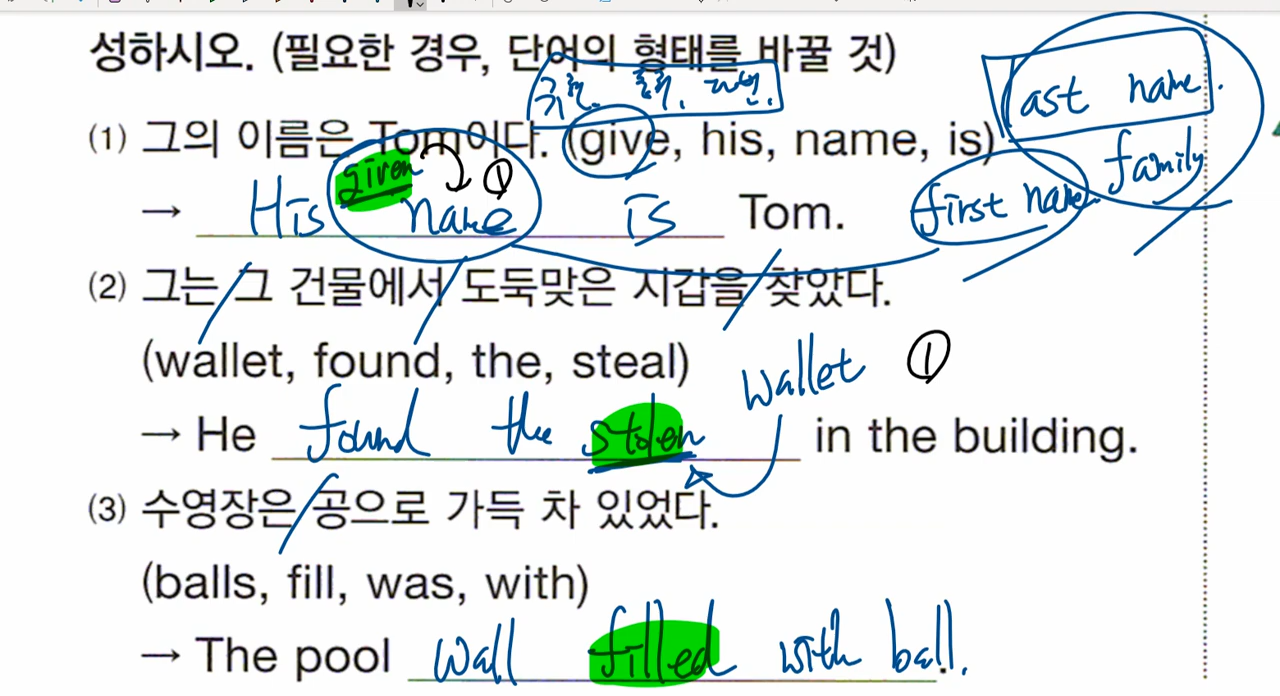 성하시오. (필요한 경우, 단어의 형태를 바꿀 것)
last name.
(1) 그의 이름은 Tom이다. (give, his, name, is)
family
first name
given ①
→ His name is Tom.
(2) 그는 그 건물에서 도둑맞은 지갑을 찾았다.
(wallet, found, the, steal)
wallet ①
→ He found the stolen in the building.
(3) 수영장은 공으로 가득 차 있었다.
(balls, fill, was, with)
→ The pool wall filled with ball.